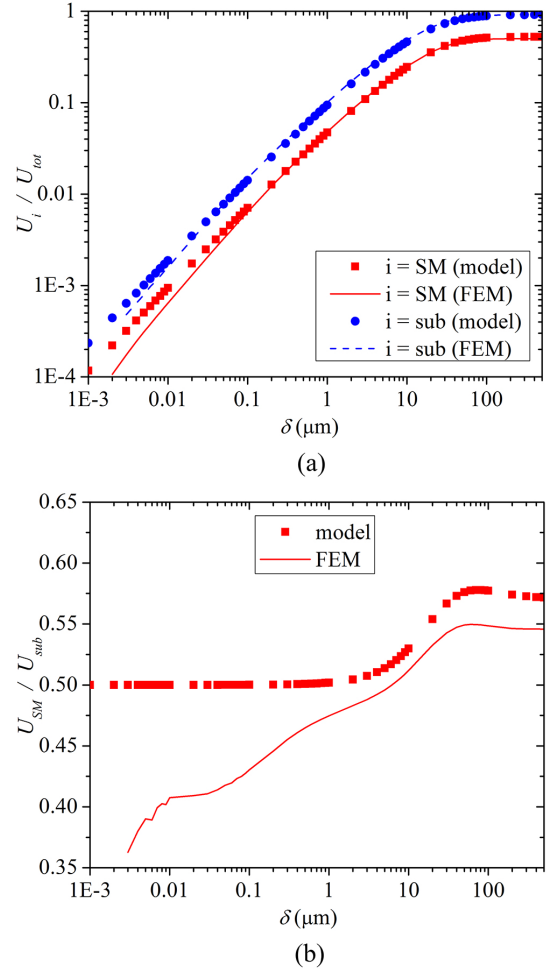 1
0.1
0.01
1E-3
1E-4
U_i / U_tot
i = SM (model)
i = SM (FEM)
i = sub (model)
i = sub (FEM)
1E-3 0.01 0.1 1 10 100
δ (μm)
(a)
0.65
0.60
0.55
0.50
0.45
0.40
0.35
U_SM / U_sub
model
FEM
1E-3 0.01 0.1 1 10 100
δ (μm)
(b)